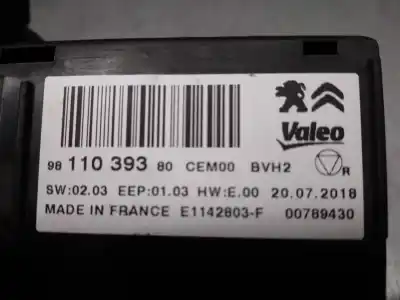 Valeo
98 110 393 80 CEM00 BVH2
R
SW:02.03 EEP:01.03 HW:E.00 20.07.2018
MADE IN FRANCE E1142803-F 00789430